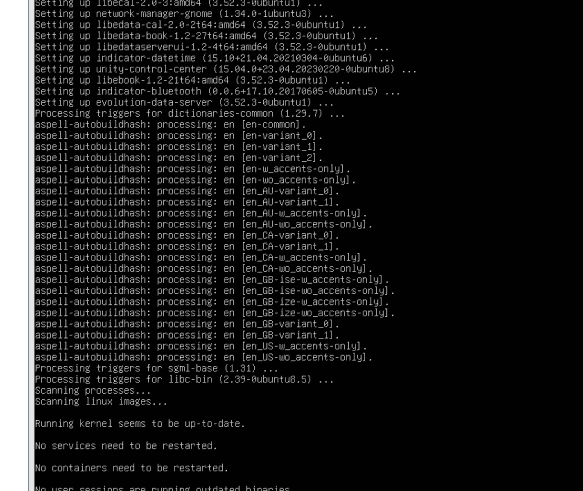 Setting up libecal-2.0-3:amd64 (3.52.3-0ubuntu1) ...
Setting up network-manager-gnome (1.34.0-1ubuntu3) ...
Setting up libedata-cal-2.0-2t64:amd64 (3.52.3-0ubuntu1) ...
Setting up libedata-book-1.2-27t64:amd64 (3.52.3-0ubuntu1) ...
Setting up libedataserverui-1.2-4t64:amd64 (3.52.3-0ubuntu1) ...
Setting up indicator-datetime (15.10+21.04.20210304-0ubuntu6) ...
Setting up unity-control-center (15.04.0+23.04.20230220-0ubuntu8) ...
Setting up libebook-1.2-21t64:amd64 (3.52.3-0ubuntu1) ...
Setting up indicator-bluetooth (0.0.6+17.10.20170605-0ubuntu5) ...
Setting up evolution-data-server (3.52.3-0ubuntu1) ...
Processing triggers for dictionaries-common (1.29.7) ...
aspell-autobuildhash: processing: en [en-common].
aspell-autobuildhash: processing: en [en-variant_0].
aspell-autobuildhash: processing: en [en-variant_1].
aspell-autobuildhash: processing: en [en-variant_2].
aspell-autobuildhash: processing: en [en-w_accents-only].
aspell-autobuildhash: processing: en [en-wo_accents-only].
aspell-autobuildhash: processing: en [en_AU-variant_0].
aspell-autobuildhash: processing: en [en_AU-variant_1].
aspell-autobuildhash: processing: en [en_AU-w_accents-only].
aspell-autobuildhash: processing: en [en_AU-wo_accents-only].
aspell-autobuildhash: processing: en [en_CA-variant_0].
aspell-autobuildhash: processing: en [en_CA-variant_1].
aspell-autobuildhash: processing: en [en_CA-w_accents-only].
aspell-autobuildhash: processing: en [en_CA-wo_accents-only].
aspell-autobuildhash: processing: en [en_GB-ise-w_accents-only].
aspell-autobuildhash: processing: en [en_GB-ise-wo_accents-only].
aspell-autobuildhash: processing: en [en_GB-ize-w_accents-only].
aspell-autobuildhash: processing: en [en_GB-ize-wo_accents-only].
aspell-autobuildhash: processing: en [en_GB-variant_0].
aspell-autobuildhash: processing: en [en_GB-variant_1].
aspell-autobuildhash: processing: en [en_US-w_accents-only].
aspell-autobuildhash: processing: en [en_US-wo_accents-only].
Processing triggers for sgml-base (1.31) ...
Processing triggers for libc-bin (2.39-0ubuntu8.5) ...
Scanning processes...
Scanning linux images...
Running kernel seems to be up-to-date.
No services need to be restarted.
No containers need to be restarted.
No user sessions are running outdated binaries.